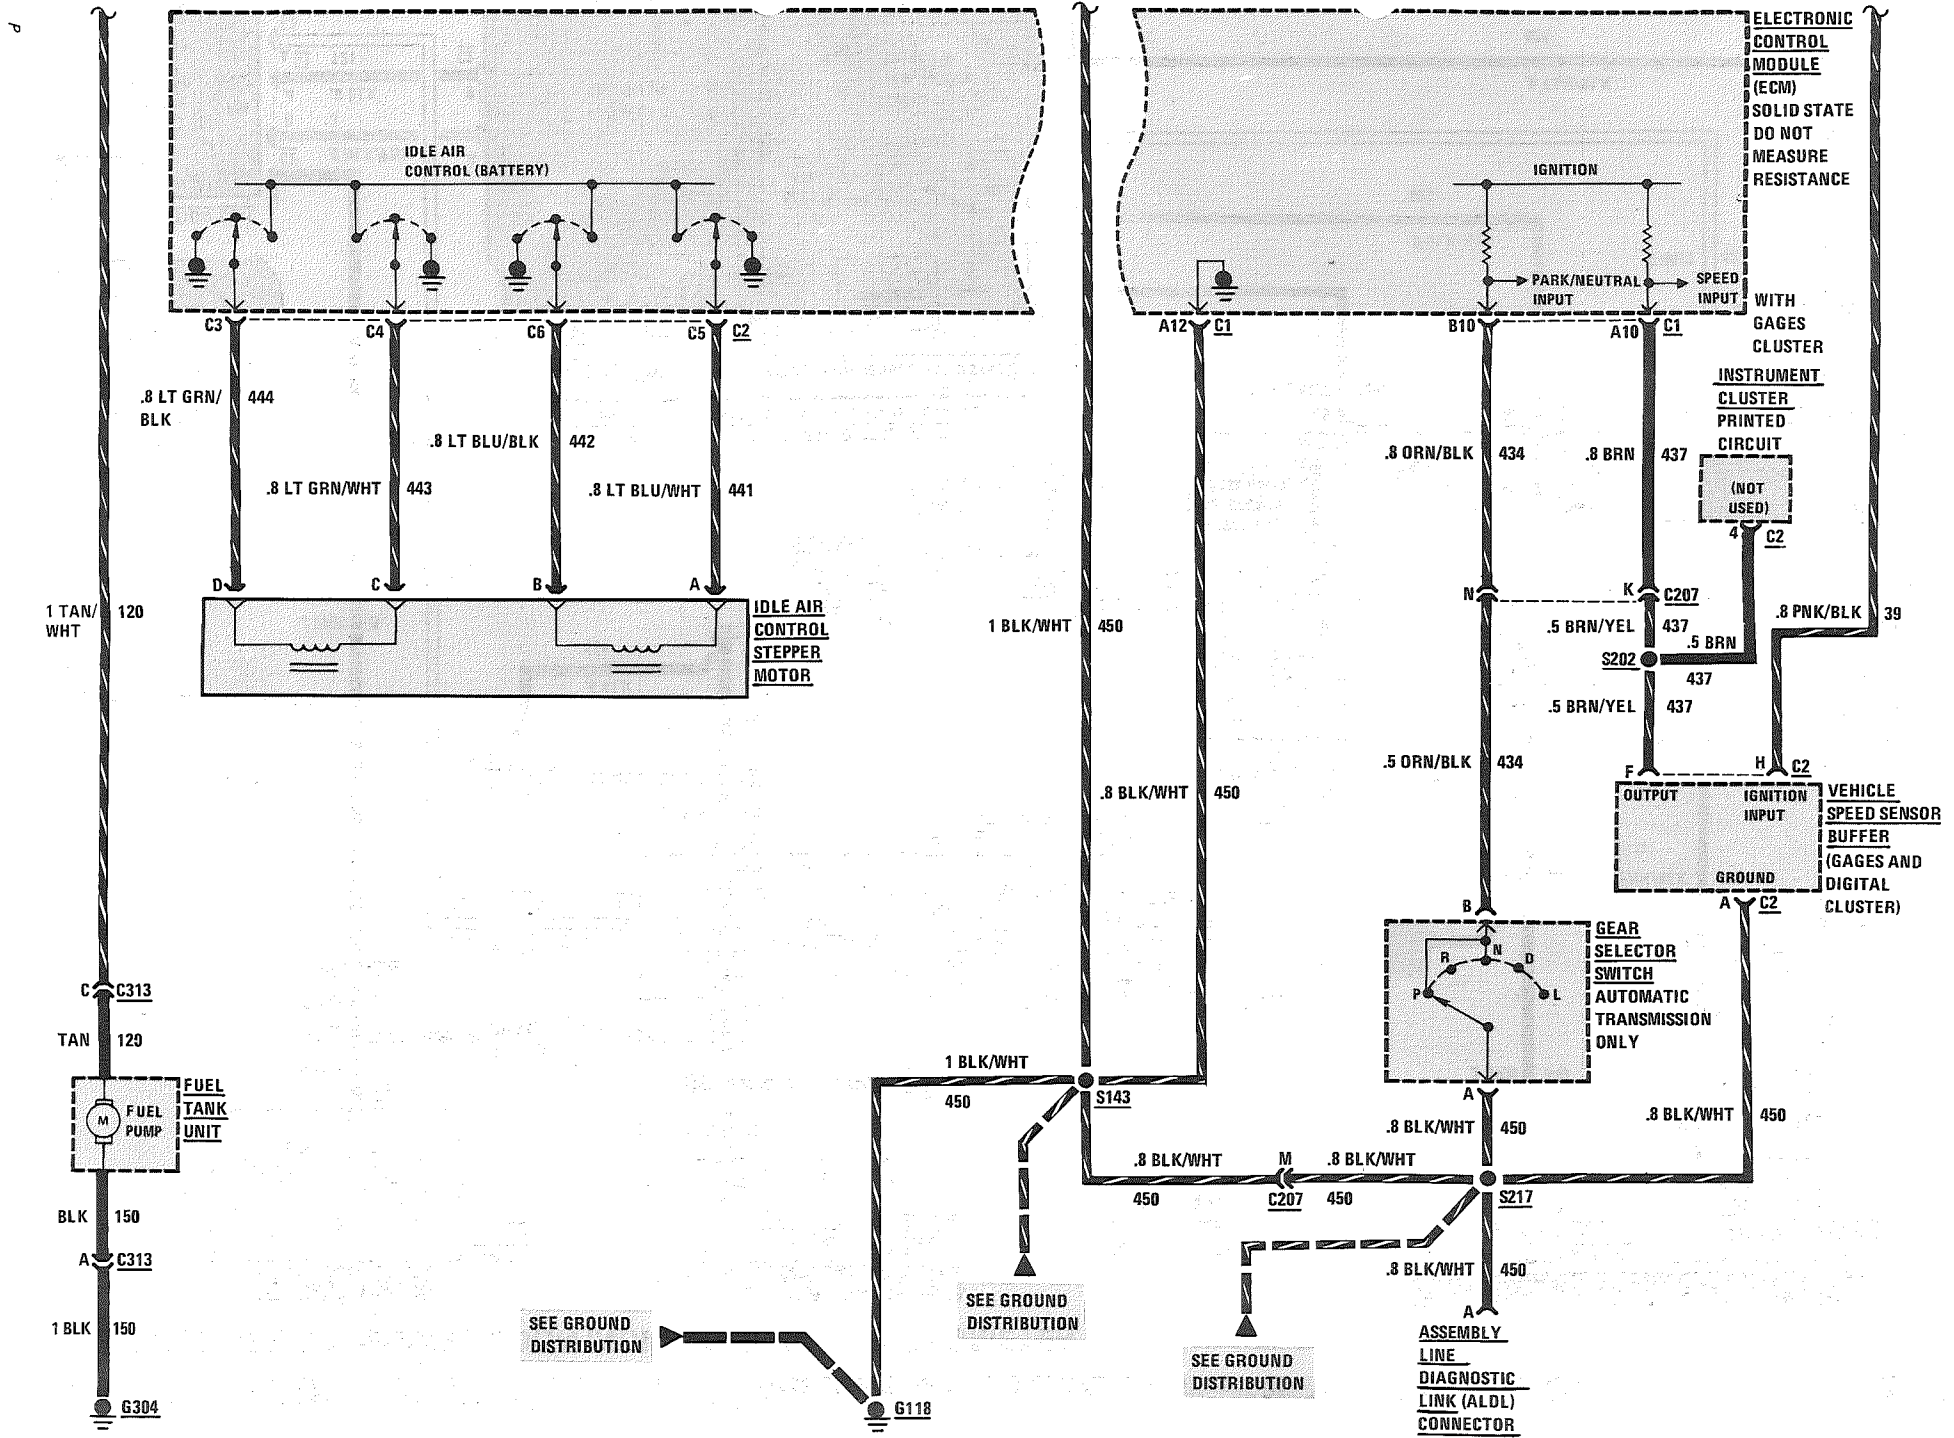 ELECTRONIC
CONTROL
MODULE
(ECM)
SOLID STATE
DO NOT
MEASURE
RESISTANCE
IDLE AIR
CONTROL (BATTERY)
IGNITION
PARK/NEUTRAL
INPUT
SPEED
INPUT
C3
C4
C6
C5
C2
A12
C1
B10
A10
C1
WITH
GAGES
CLUSTER
INSTRUMENT
CLUSTER
PRINTED
CIRCUIT
(NOT
USED)
4
C2
.8 LT GRN/
BLK
444
.8 LT GRN/WHT
443
.8 LT BLU/BLK
442
.8 LT BLU/WHT
441
.8 ORN/BLK
434
.8 BRN
437
D
C
B
A
IDLE AIR
CONTROL
STEPPER
MOTOR
1 TAN/
WHT
120
1 BLK/WHT
450
N
K
C207
.5 BRN/YEL
437
.5 BRN
S202
437
.5 BRN/YEL
437
.8 PNK/BLK
39
.8 BLK/WHT
450
.5 ORN/BLK
434
F
H
C2
OUTPUT
IGNITION
INPUT
GROUND
VEHICLE
SPEED SENSOR
BUFFER
(GAGES AND
DIGITAL
CLUSTER)
A
C2
B
P
R
N
D
L
GEAR
SELECTOR
SWITCH
AUTOMATIC
TRANSMISSION
ONLY
A
C
C313
TAN
120
M
FUEL
PUMP
FUEL
TANK
UNIT
BLK
150
A
C313
1 BLK
150
G304
1 BLK/WHT
450
S143
.8 BLK/WHT
450
.8 BLK/WHT
450
.8 BLK/WHT
450
M
C207
.8 BLK/WHT
450
S217
.8 BLK/WHT
450
A
ASSEMBLY
LINE
DIAGNOSTIC
LINK (ALDL)
CONNECTOR
SEE GROUND
DISTRIBUTION
SEE GROUND
DISTRIBUTION
SEE GROUND
DISTRIBUTION
G118